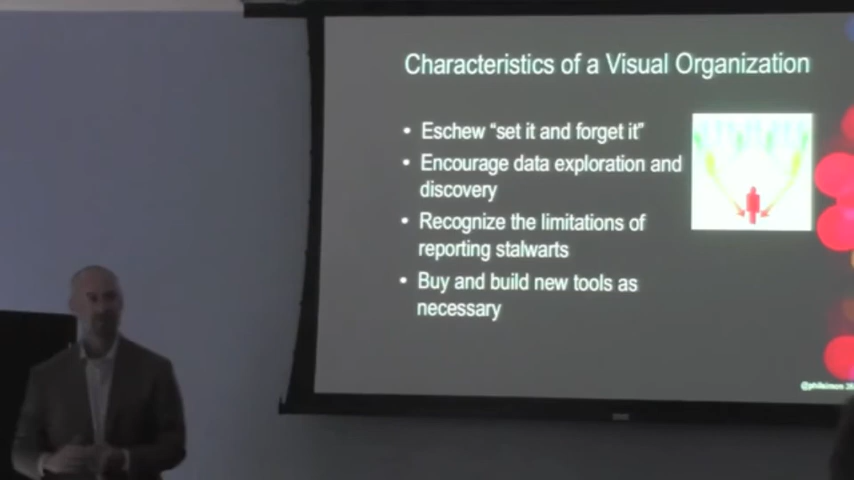 Characteristics of a Visual Organization
• Eschew “set it and forget it”
• Encourage data exploration and
discovery
• Recognize the limitations of
reporting stalwarts
• Buy and build new tools as
necessary
@philsimon